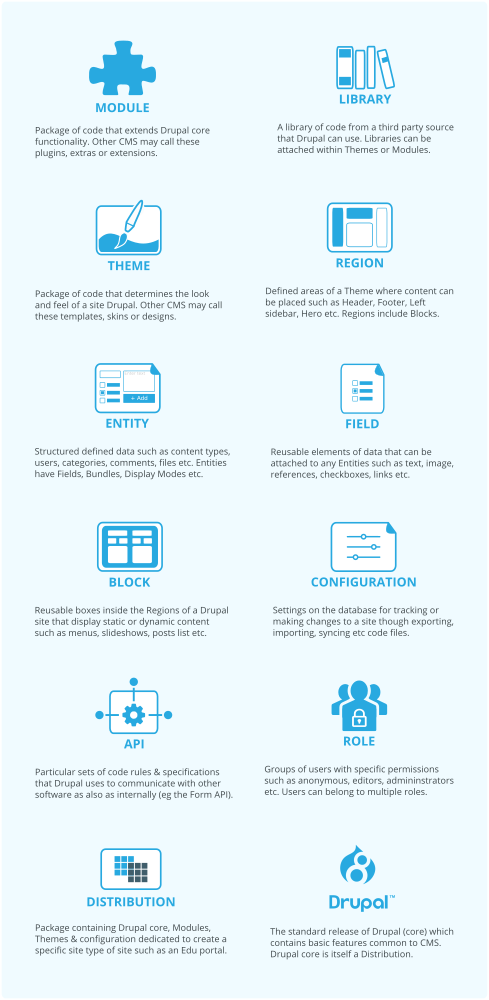 MODULE
Package of code that extends Drupal core
functionality. Other CMS may call these
plugins, extras or extensions.
LIBRARY
A library of code from a third party source
that Drupal can use. Libraries can be
attached within Themes or Modules.
THEME
Package of code that determines the look
and feel of a site Drupal. Other CMS may call
these templates, skins or designs.
REGION
Defined areas of a Theme where content can
be placed such as Header, Footer, Left
sidebar, Hero etc. Regions include Blocks.
+ Add
ENTITY
Structured defined data such as content types,
users, categories, comments, files etc. Entities
have Fields, Bundles, Display Modes etc.
FIELD
Reusable elements of data that can be
attached to any Entities such as text, image,
references, checkboxes, links etc.
BLOCK
Reusable boxes inside the Regions of a Drupal
site that display static or dynamic content
such as menus, slideshows, posts list etc.
CONFIGURATION
Settings on the database for tracking or
making changes to a site though exporting,
importing, syncing etc code files.
API
Particular sets of code rules & specifications
that Drupal uses to communicate with other
software as also as internally (eg the Form API).
ROLE
Groups of users with specific permissions
such as anonymous, editors, admininstrators
etc. Users can belong to multiple roles.
DISTRIBUTION
Package containing Drupal core, Modules,
Themes & configuration dedicated to create a
specific site type of site such as an Edu portal.
Drupal™
The standard release of Drupal (core) which
contains basic features common to CMS.
Drupal core is itself a Distribution.